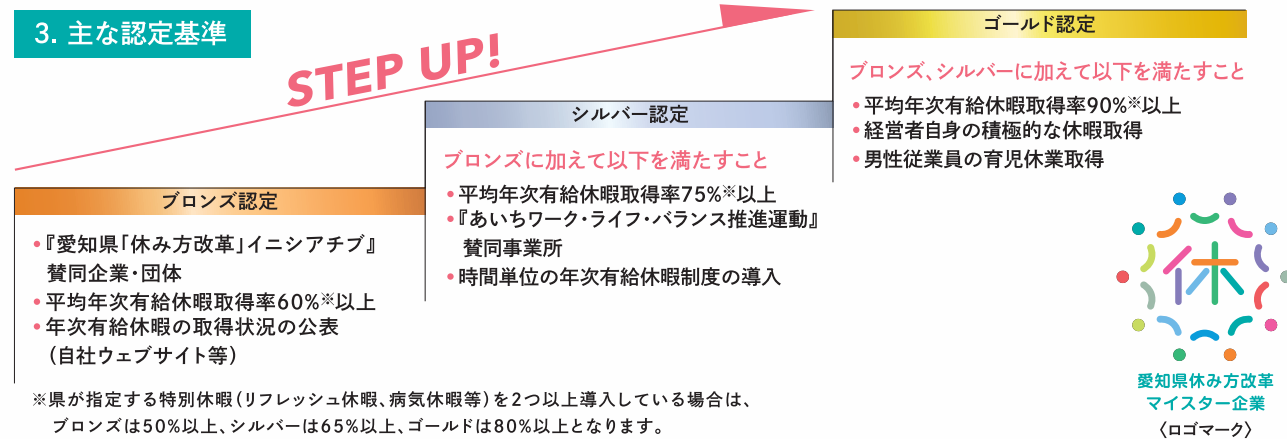 3. 主な認定基準
STEP UP!
ブロンズ認定
•『愛知県「休み方改革」イニシアチブ』
賛同企業・団体
•平均年次有給休暇取得率60%※以上
•年次有給休暇の取得状況の公表
(自社ウェブサイト等)
シルバー認定
ブロンズに加えて以下を満たすこと
•平均年次有給休暇取得率75%※以上
•『あいちワーク・ライフ・バランス推進運動』
賛同事業所
•時間単位の年次有給休暇制度の導入
ゴールド認定
ブロンズ、シルバーに加えて以下を満たすこと
•平均年次有給休暇取得率90%※以上
•経営者自身の積極的な休暇取得
•男性従業員の育児休業取得
※県が指定する特別休暇(リフレッシュ休暇、病気休暇等)を2つ以上導入している場合は、
ブロンズは50%以上、シルバーは65%以上、ゴールドは80%以上となります。
休
愛知県休み方改革
マイスター企業
〈ロゴマーク〉